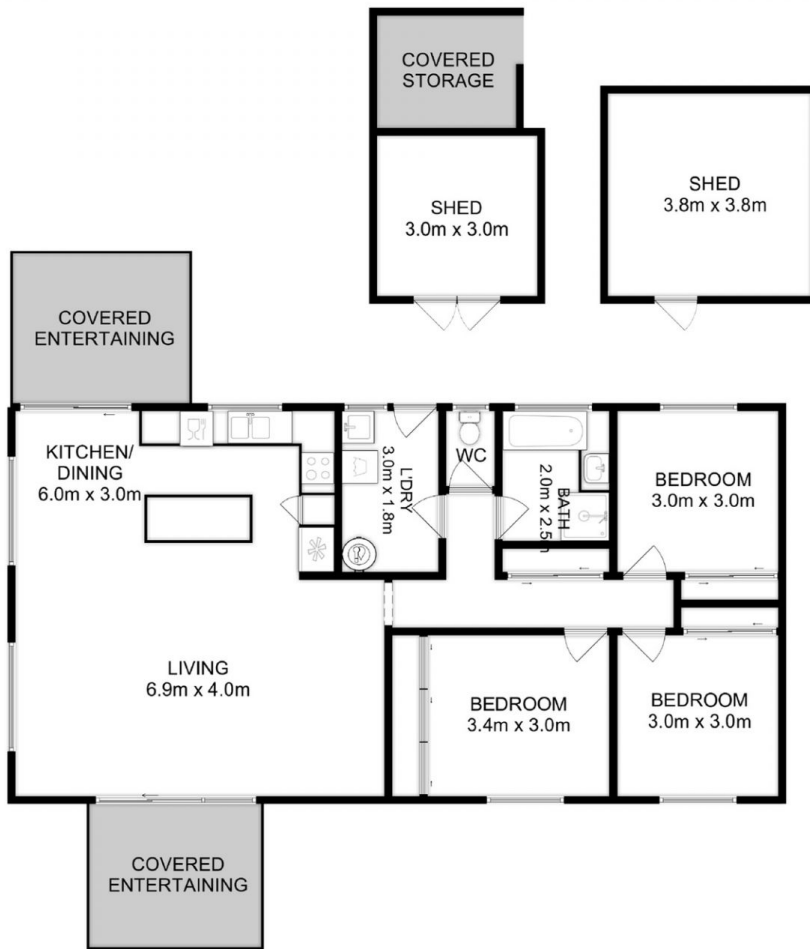 COVERED
STORAGE
SHED
3.0m x 3.0m
SHED
3.8m x 3.8m
COVERED
ENTERTAINING
KITCHEN/
DINING
6.0m x 3.0m
L'DRY
3.0m x 1.8m
WC
BATH
2.0m x 2.5m
BEDROOM
3.0m x 3.0m
LIVING
6.9m x 4.0m
BEDROOM
3.4m x 3.0m
BEDROOM
3.0m x 3.0m
COVERED
ENTERTAINING